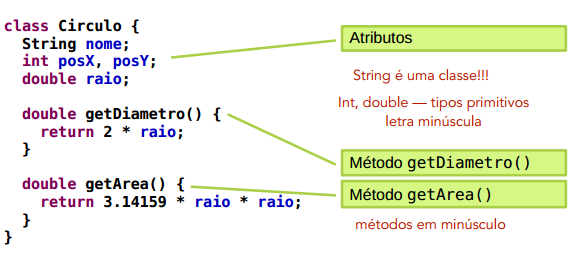 class Circulo {
String nome;
int posX, posY;
double raio;
double getDiametro() {
return 2 * raio;
}
double getArea() {
return 3.14159 * raio * raio;
}
}
Atributos
String é uma classe!!!
Int, double — tipos primitivos
letra minúscula
Método getDiametro()
Método getArea()
métodos em minúsculo